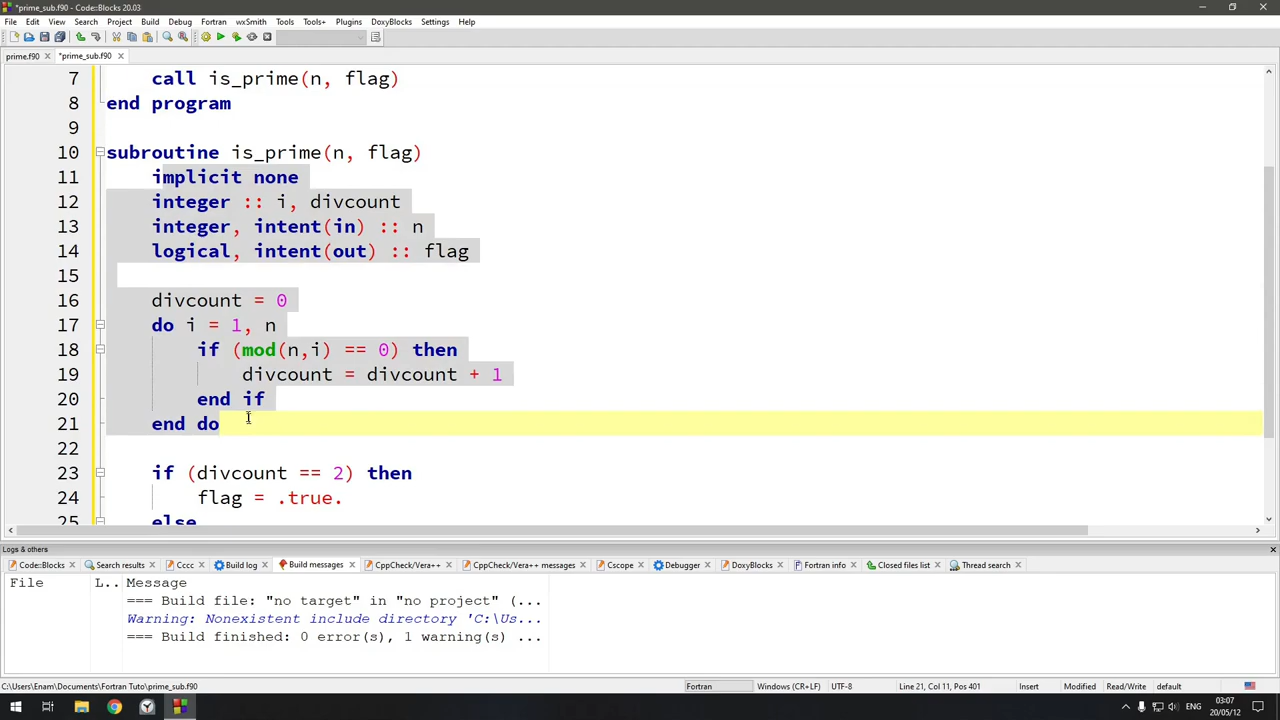 *prime_sub.f90 - Code::Blocks 20.03
File Edit View Search Project Build Debug Fortran wxSmith Tools Tools+ Plugins DoxyBlocks Settings Help
prime.f90 *prime_sub.f90
7 call is_prime(n, flag)
8 end program
9
10 subroutine is_prime(n, flag)
11 implicit none
12 integer :: i, divcount
13 integer, intent(in) :: n
14 logical, intent(out) :: flag
15
16 divcount = 0
17 do i = 1, n
18 if (mod(n,i) == 0) then
19 divcount = divcount + 1
20 end if
21 end do
22
23 if (divcount == 2) then
24 flag = .true.
25 else
Logs & others
Code::Blocks Search results Cccc Build log Build messages CppCheck/Vera++ CppCheck/Vera++ messages Cscope Debugger DoxyBlocks Fortran info Closed files list Thread search
File L.. Message
=== Build file: "no target" in "no project" (...
Warning: Nonexistent include directory 'C:\Us...
=== Build finished: 0 error(s), 1 warning(s) ...
C:\Users\Enam\Documents\Fortran Tuto\prime_sub.f90 Fortran Windows (CR+LF) UTF-8 Line 21, Col 11, Pos 401 Insert Modified Read/Write default
ENG 03:07
20/05/12